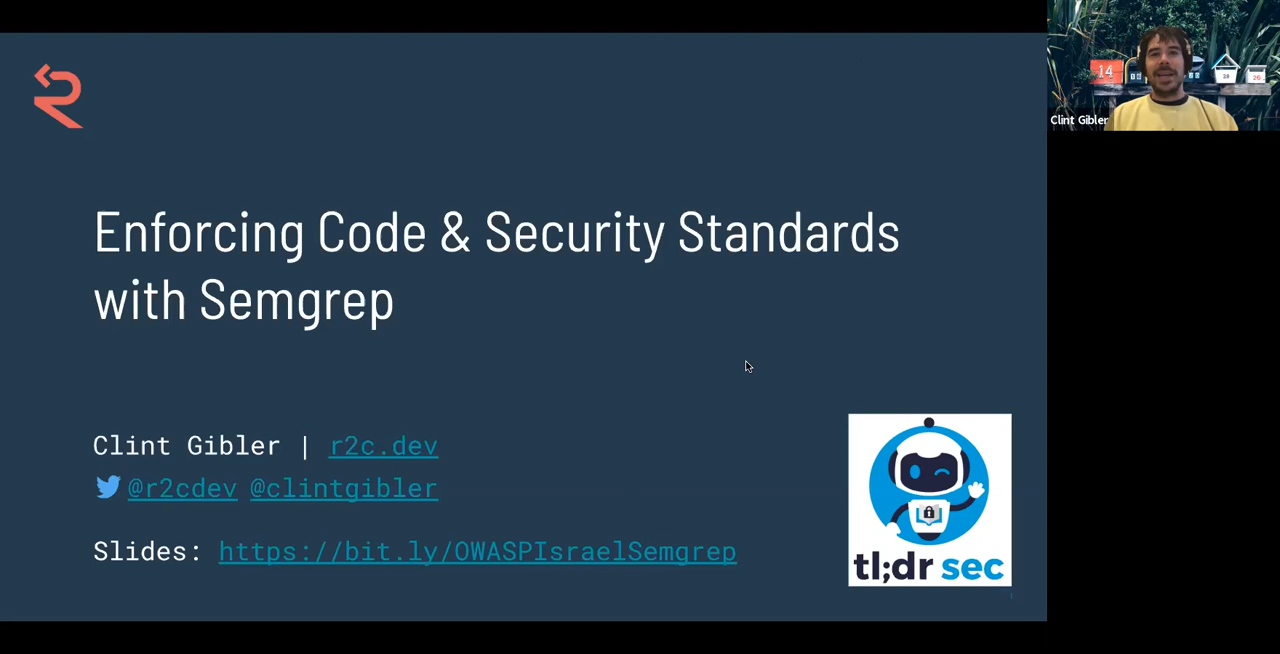 Enforcing Code & Security Standards
with Semgrep
Clint Gibler | r2c.dev
@r2cdev @clintgibler
Slides: https://bit.ly/OWASPIsraelSemgrep
tl;dr sec
14
Clint Gibler